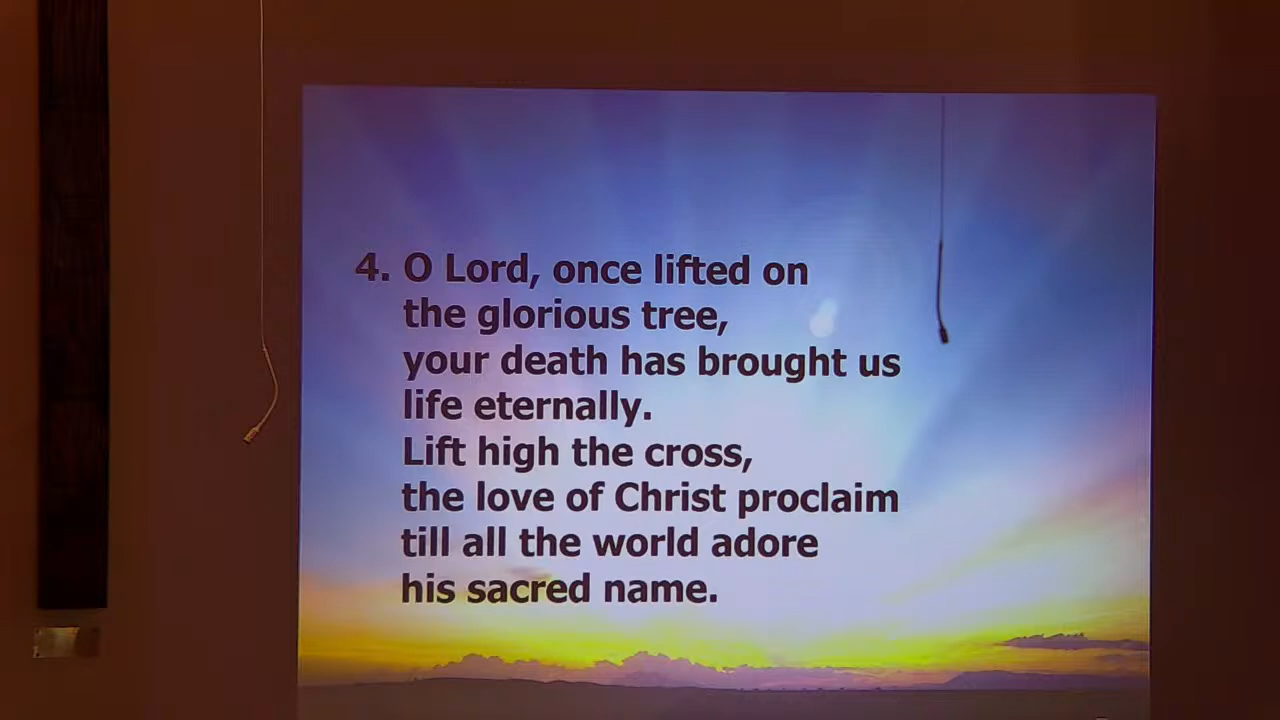 4. O Lord, once lifted on
the glorious tree,
your death has brought us
life eternally.
Lift high the cross,
the love of Christ proclaim
till all the world adore
his sacred name.